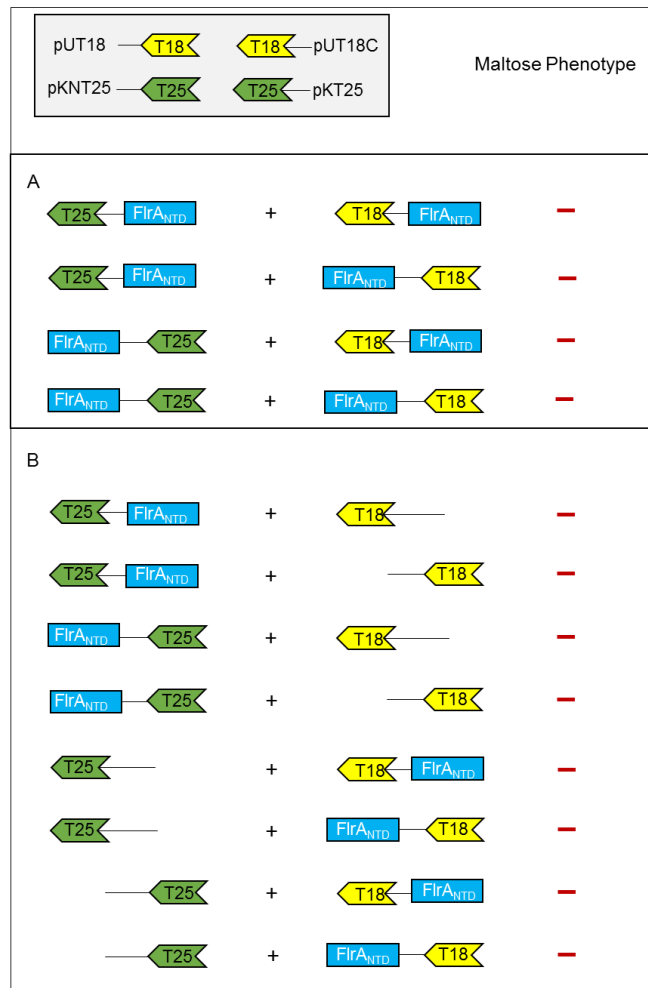 pUT18 T18 T18 pUT18C
Maltose Phenotype
pKNT25 T25 T25 pKT25
A
T25 FlrANTD + T18 FlrANTD −
T25 FlrANTD + FlrANTD T18 −
FlrANTD T25 + T18 FlrANTD −
FlrANTD T25 + FlrANTD T18 −
B
T25 FlrANTD + T18 −
T25 FlrANTD + T18 −
FlrANTD T25 + T18 −
FlrANTD T25 + T18 −
T25 + T18 FlrANTD −
T25 + FlrANTD T18 −
T25 + T18 FlrANTD −
T25 + FlrANTD T18 −